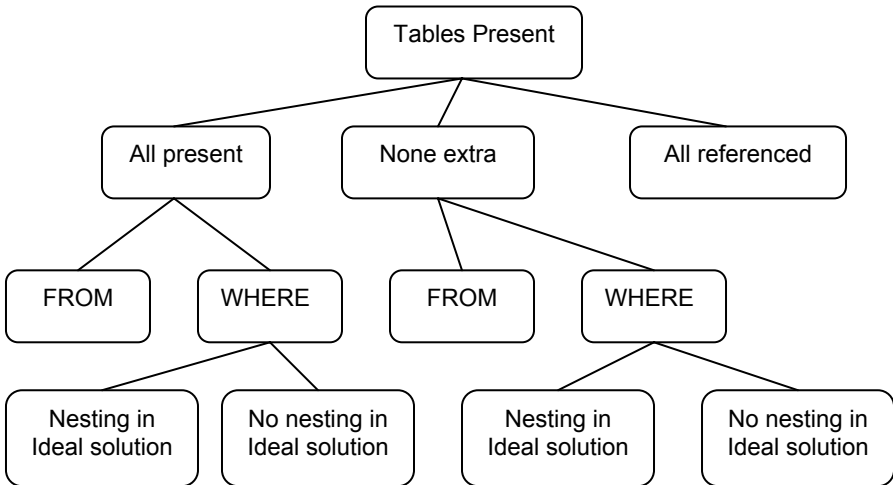 Tables Present
All present
None extra
All referenced
FROM
WHERE
FROM
WHERE
Nesting in
Ideal solution
No nesting in
Ideal solution
Nesting in
Ideal solution
No nesting in
Ideal solution